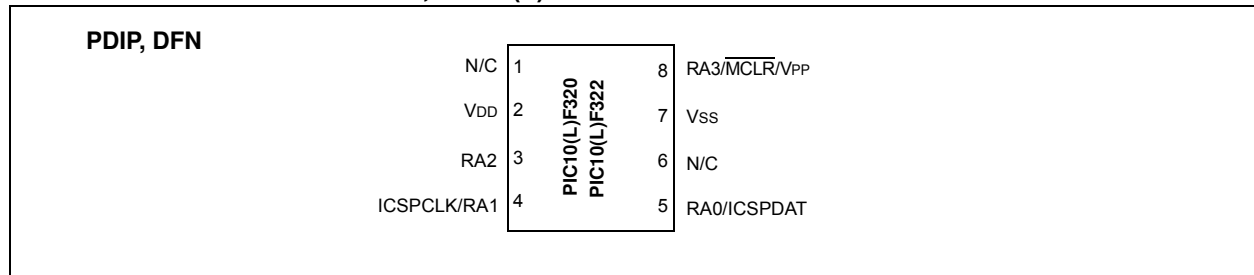 PDIP, DFN
N/C 1
VDD 2
RA2 3
ICSPCLK/RA1 4
PIC10(L)F320
PIC10(L)F322
8 RA3/MCLR/VPP
7 VSS
6 N/C
5 RA0/ICSPDAT